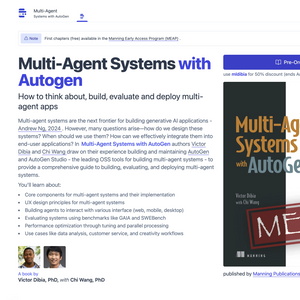 Multi-Agent
Systems with AutoGen
Note First chapters (free) available in the Manning Early Access Program (MEAP)
Multi-Agent Systems with
Autogen
How to think about, build, evaluate and deploy multi-
agent apps
Multi-agent systems are the next frontier for building generative AI applications -
Andrew Ng, 2024 . However, many questions arise—how do we design these
systems? When should we use them? How can we effectively integrate them into
end-user applications? In Multi-Agent Systems with AutoGen authors Victor
Dibia and Chi Wang draw on their experience building and maintaining AutoGen
and AutoGen Studio - the leading OSS tools for building multi-agent systems - to
provide a comprehensive guide to building, evaluating, and deploying multi-agent
systems.
You'll learn about:
• Core components for multi-agent systems and their implementation
• UX design principles for multi-agent systems
• Building agents to interact with various interface (web, mobile, desktop)
• Evaluating systems using benchmarks like GAIA and SWEBench
• Performance optimization through tuning and parallel processing
• Use cases like data analysis, customer service, and creativity workflows
A book by
Victor Dibia, PhD, with Chi Wang, PhD
Pre-Or
use mldibia for 50% discount (ends A
Multi-Ag
Systems
with AutoG
Victor Dibia
with Chi Wang
ME
MANNING
published by Manning Publications